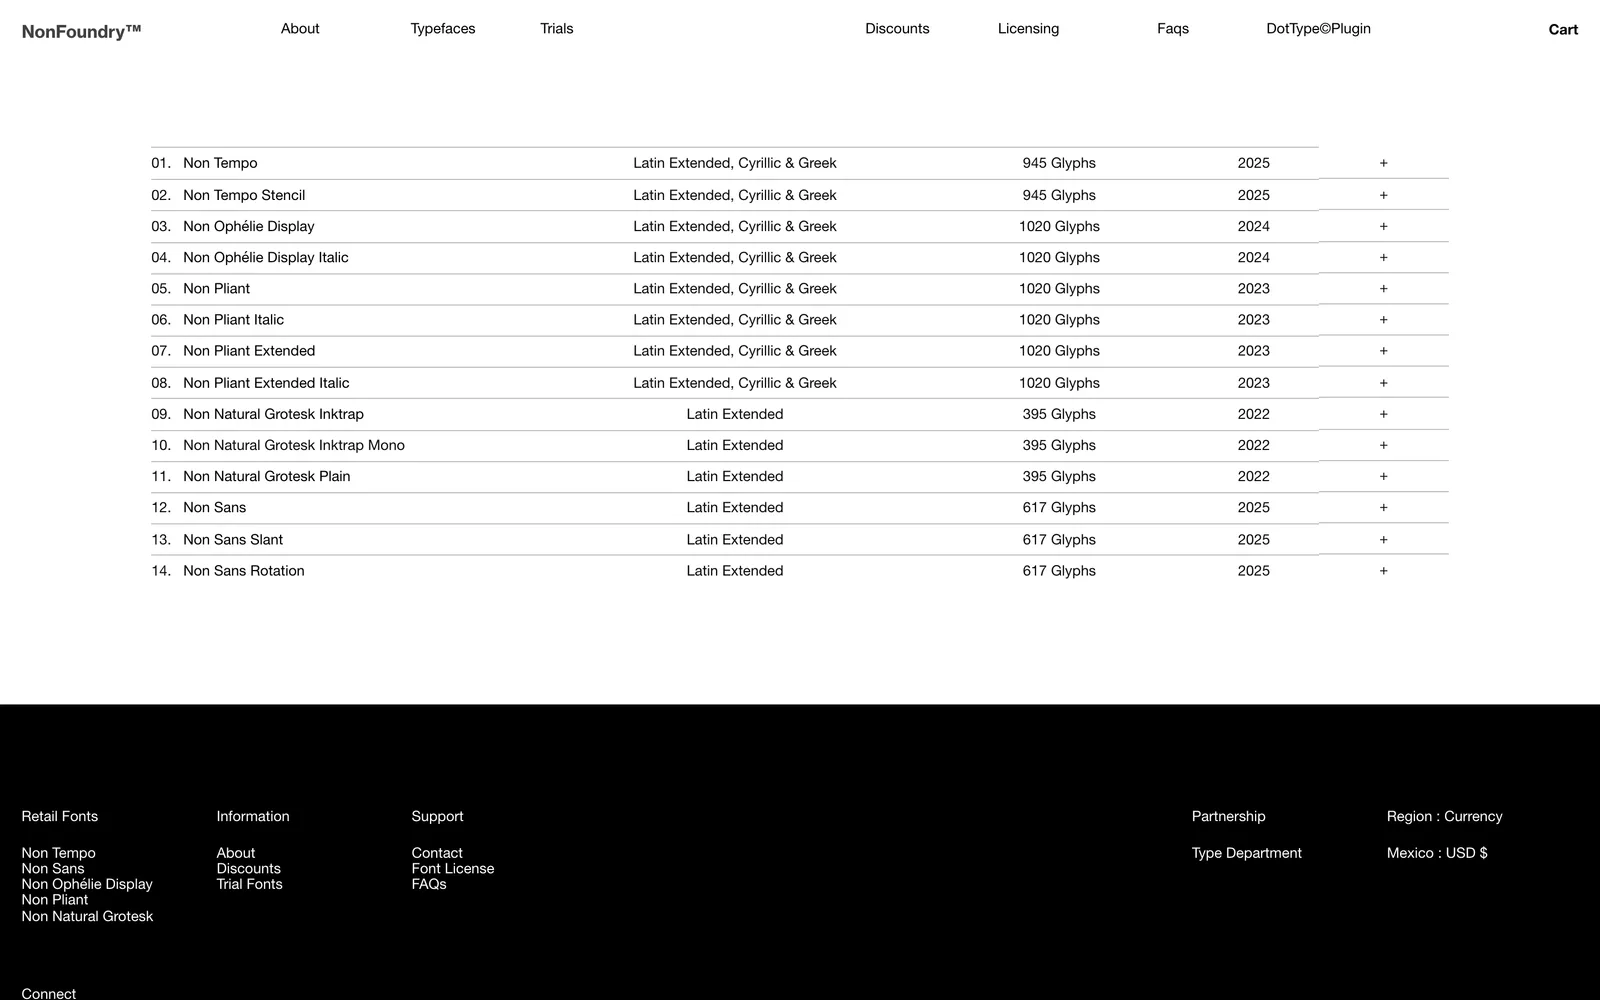 NonFoundry™ About Typefaces Trials Discounts Licensing Faqs DotType©Plugin Cart
01. Non Tempo Latin Extended, Cyrillic & Greek 945 Glyphs 2025 +
02. Non Tempo Stencil Latin Extended, Cyrillic & Greek 945 Glyphs 2025 +
03. Non Ophélie Display Latin Extended, Cyrillic & Greek 1020 Glyphs 2024 +
04. Non Ophélie Display Italic Latin Extended, Cyrillic & Greek 1020 Glyphs 2024 +
05. Non Pliant Latin Extended, Cyrillic & Greek 1020 Glyphs 2023 +
06. Non Pliant Italic Latin Extended, Cyrillic & Greek 1020 Glyphs 2023 +
07. Non Pliant Extended Latin Extended, Cyrillic & Greek 1020 Glyphs 2023 +
08. Non Pliant Extended Italic Latin Extended, Cyrillic & Greek 1020 Glyphs 2023 +
09. Non Natural Grotesk Inktrap Latin Extended 395 Glyphs 2022 +
10. Non Natural Grotesk Inktrap Mono Latin Extended 395 Glyphs 2022 +
11. Non Natural Grotesk Plain Latin Extended 395 Glyphs 2022 +
12. Non Sans Latin Extended 617 Glyphs 2025 +
13. Non Sans Slant Latin Extended 617 Glyphs 2025 +
14. Non Sans Rotation Latin Extended 617 Glyphs 2025 +
Retail Fonts
Non Tempo
Non Sans
Non Ophélie Display
Non Pliant
Non Natural Grotesk
Information
About
Discounts
Trial Fonts
Support
Contact
Font License
FAQs
Partnership
Type Department
Region : Currency
Mexico : USD $
Connect